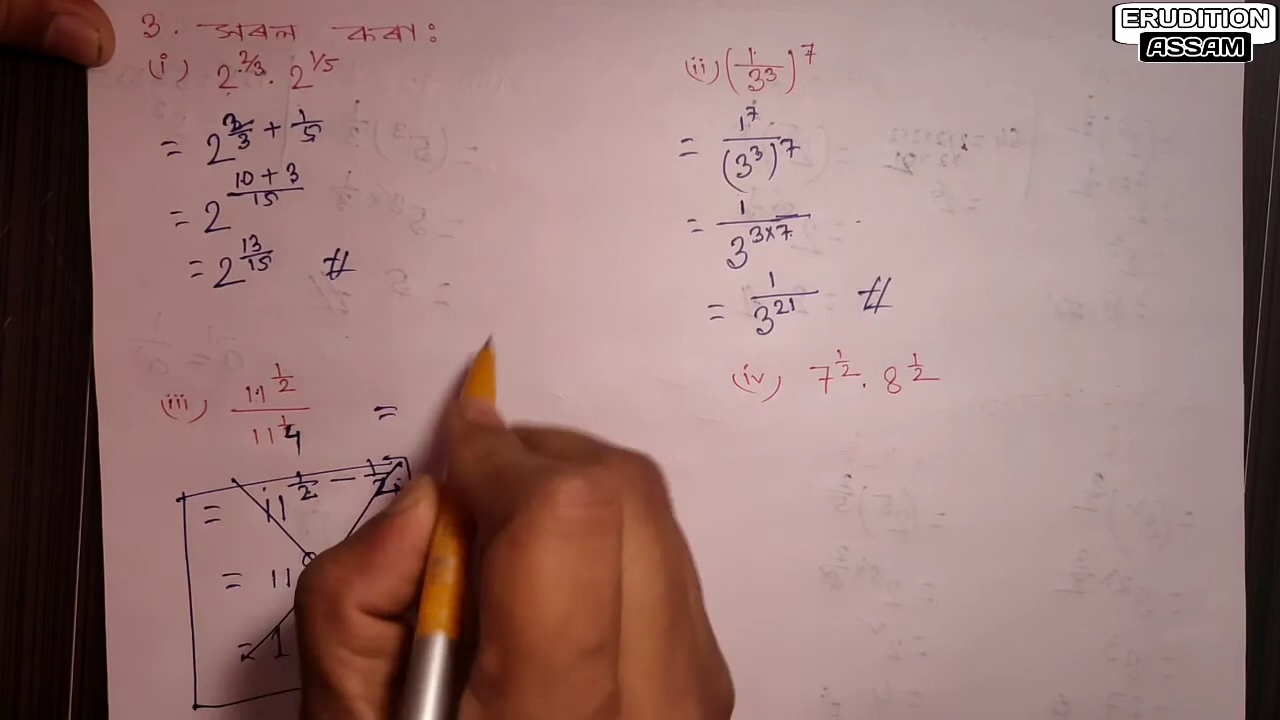 ERUDITION
ASSAM
3. সৰল কৰা:
(i) 2^{2/3} · 2^{1/5}
= 2^{2/3 + 1/5}
= 2^{(10 + 3)/15}
= 2^{13/15} #
(ii) (1/3^3)^7
= 1^7/(3^3)^7
= 1/3^{3×7}
= 1/3^{21} #
(iii) 11^{1/2}/11^{1/4} =
= 11^{1/2 - 1/2}
= 11
= 1
(iv) 7^{1/2} · 8^{1/2}